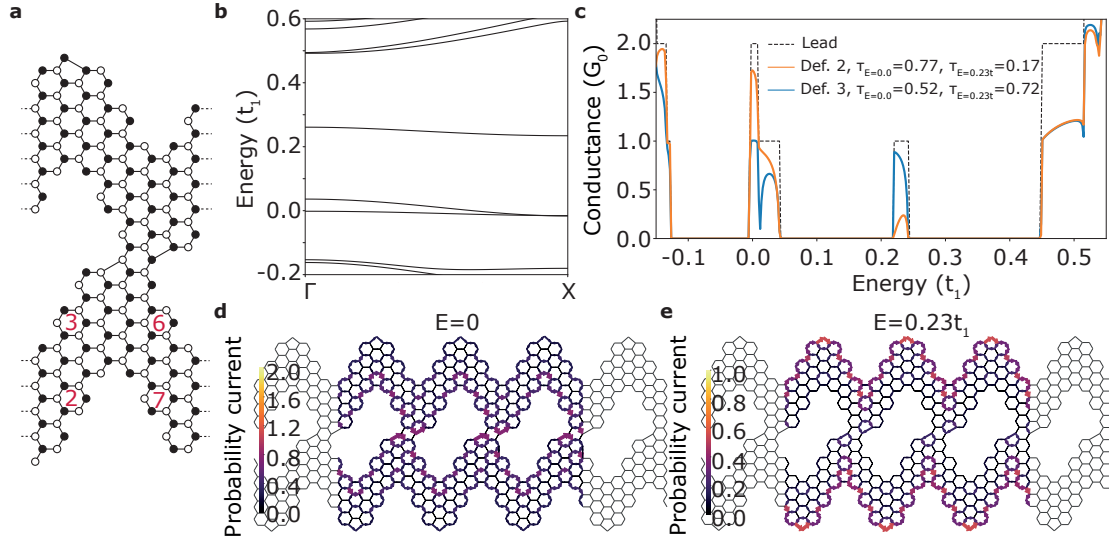 a
3
6
2
7
b
Energy (t₁)
0.6
0.4
0.2
0.0
-0.2
Γ
X
c
Conductance (G₀)
2.0
1.5
1.0
0.5
0.0
Lead
Def. 2, τE=0.0=0.77, τE=0.23t=0.17
Def. 3, τE=0.0=0.52, τE=0.23t=0.72
-0.1
0.0
0.1
0.2
0.3
0.4
0.5
Energy (t₁)
d
E=0
Probability current
2.0
1.6
1.2
0.8
0.4
0.0
e
E=0.23t₁
Probability current
1.0
0.8
0.6
0.4
0.2
0.0